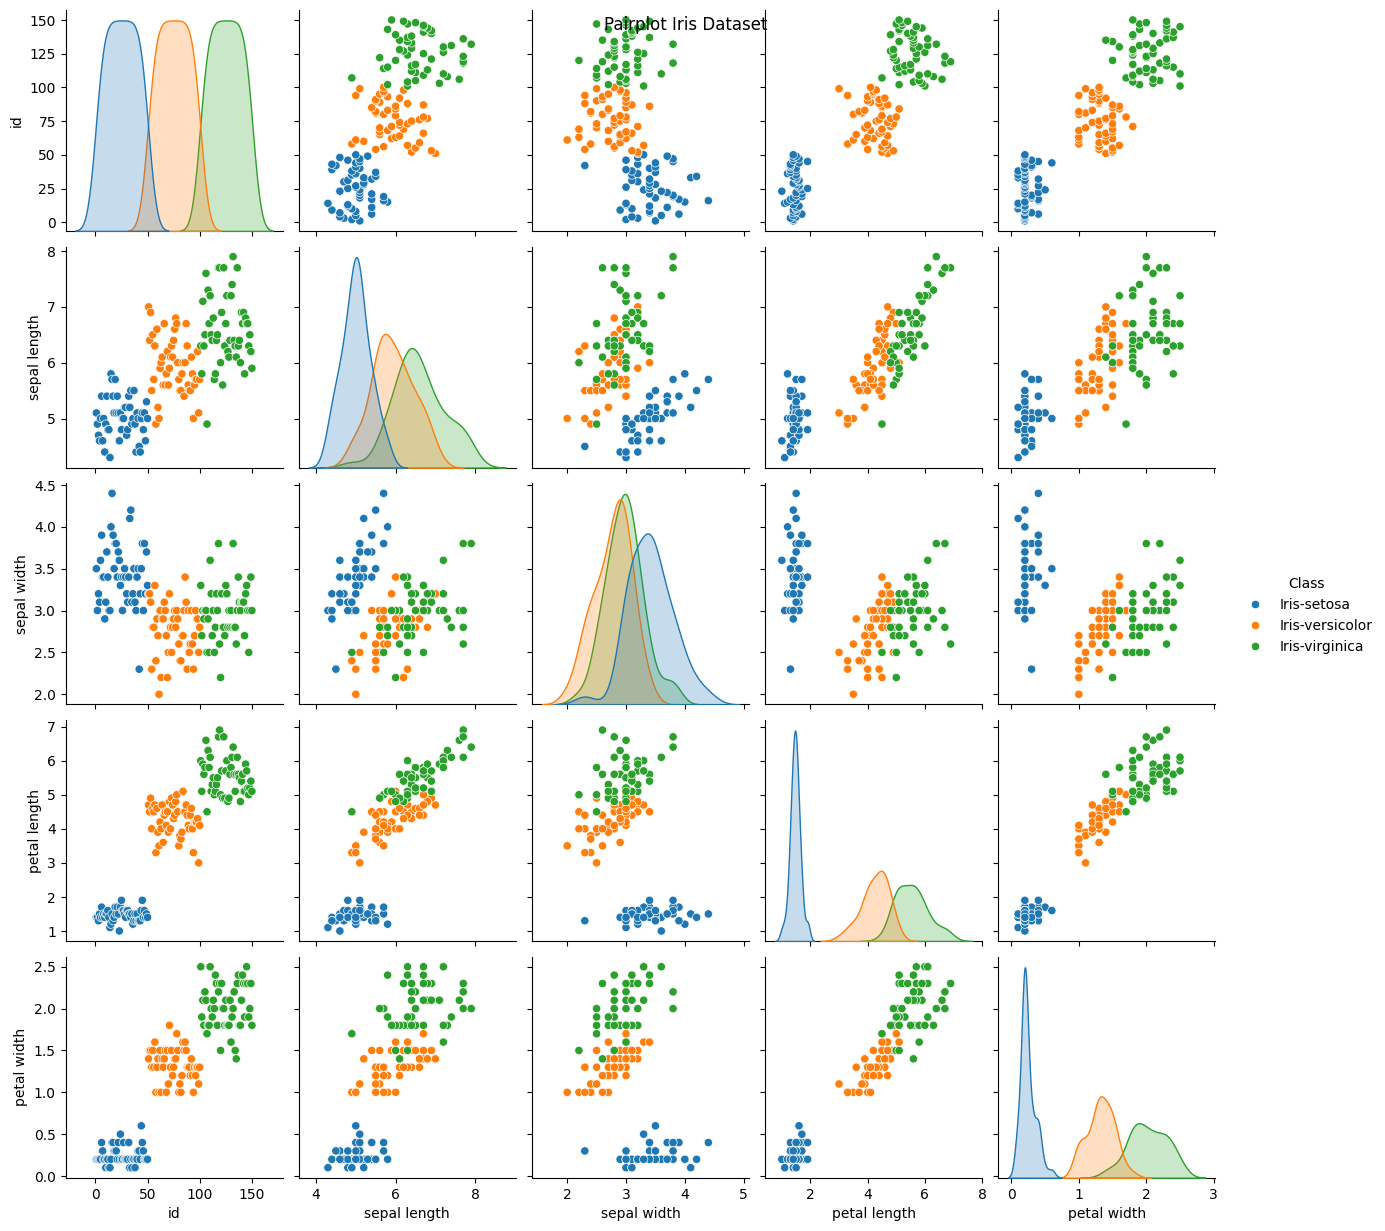 Pairplot Iris Dataset
150
125
100
75
50
25
0
id
8
7
6
5
sepal length
4.5
4.0
3.5
3.0
2.5
2.0
sepal width
7
6
5
4
3
2
1
petal length
2.5
2.0
1.5
1.0
0.5
0.0
petal width
0 50 100 150
4 6 8
2 3 4 5
2 4 6 8
0 1 2 3
id
sepal length
sepal width
petal length
petal width
Class
Iris-setosa
Iris-versicolor
Iris-virginica